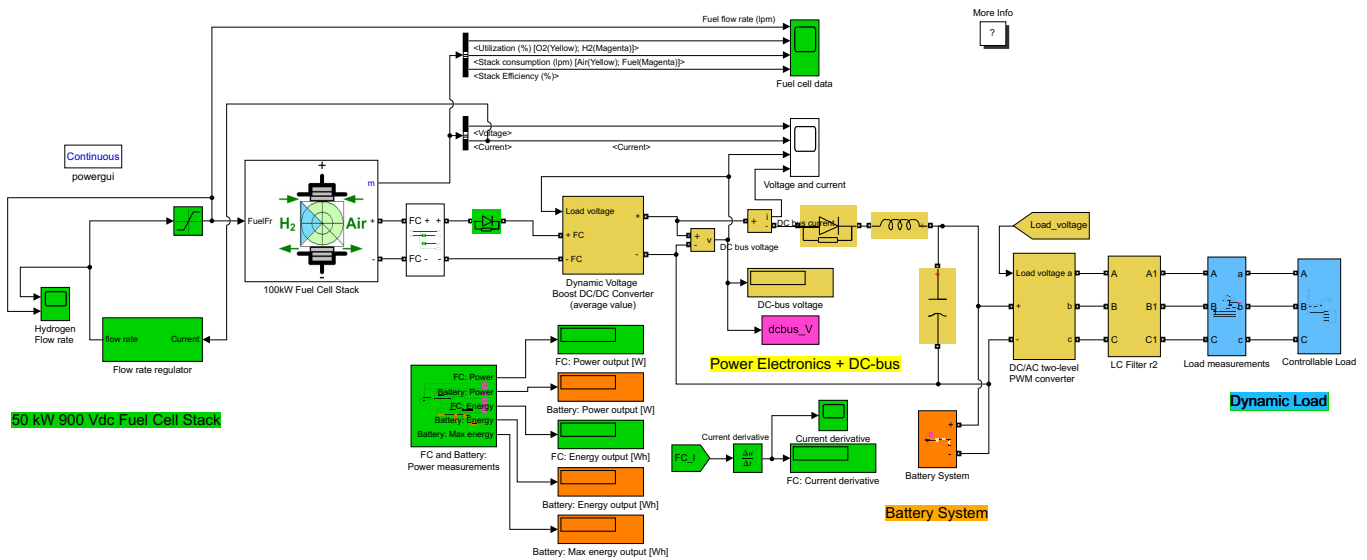 More Info
?
Fuel flow rate (lpm)
<Utilization (%) [O2(Yellow); H2(Magenta)]>
<Stack consumption (lpm) [Air(Yellow); Fuel(Magenta)]>
<Stack Efficiency (%)>
Fuel cell data
<Voltage>
<Current>
<Current>
Voltage and current
Continuous
powergui
FuelFr
H2
Air
+
-
m
+
-
100kW Fuel Cell Stack
FC +
+
FC -
-
Load voltage
+ FC
- FC
+
-
Dynamic Voltage
Boost DC/DC Converter
(average value)
+
-
v
DC bus voltage
+
i
-
DC bus current
DC-bus voltage
dcbus_V
Power Electronics + DC-bus
+
+
Load_voltage
Load voltage
a
+
b
-
c
DC/AC two-level
PWM converter
A
A1
B
B1
C
C1
LC Filter r2
A
a
B
b
C
c
Load measurements
A
B
C
Controllable Load
Dynamic Load
Hydrogen
Flow rate
flow rate
Current
Flow rate regulator
50 kW 900 Vdc Fuel Cell Stack
FC: Power
Battery: Power
FC: Energy
Battery: Energy
Battery: Max energy
FC and Battery:
Power measurements
FC: Power output [W]
Battery: Power output [W]
FC: Energy output [Wh]
Battery: Energy output [Wh]
Battery: Max energy output [Wh]
FC_I
Current derivative
Δu
Δt
Current derivative
FC: Current derivative
+
-
Battery System
Battery System